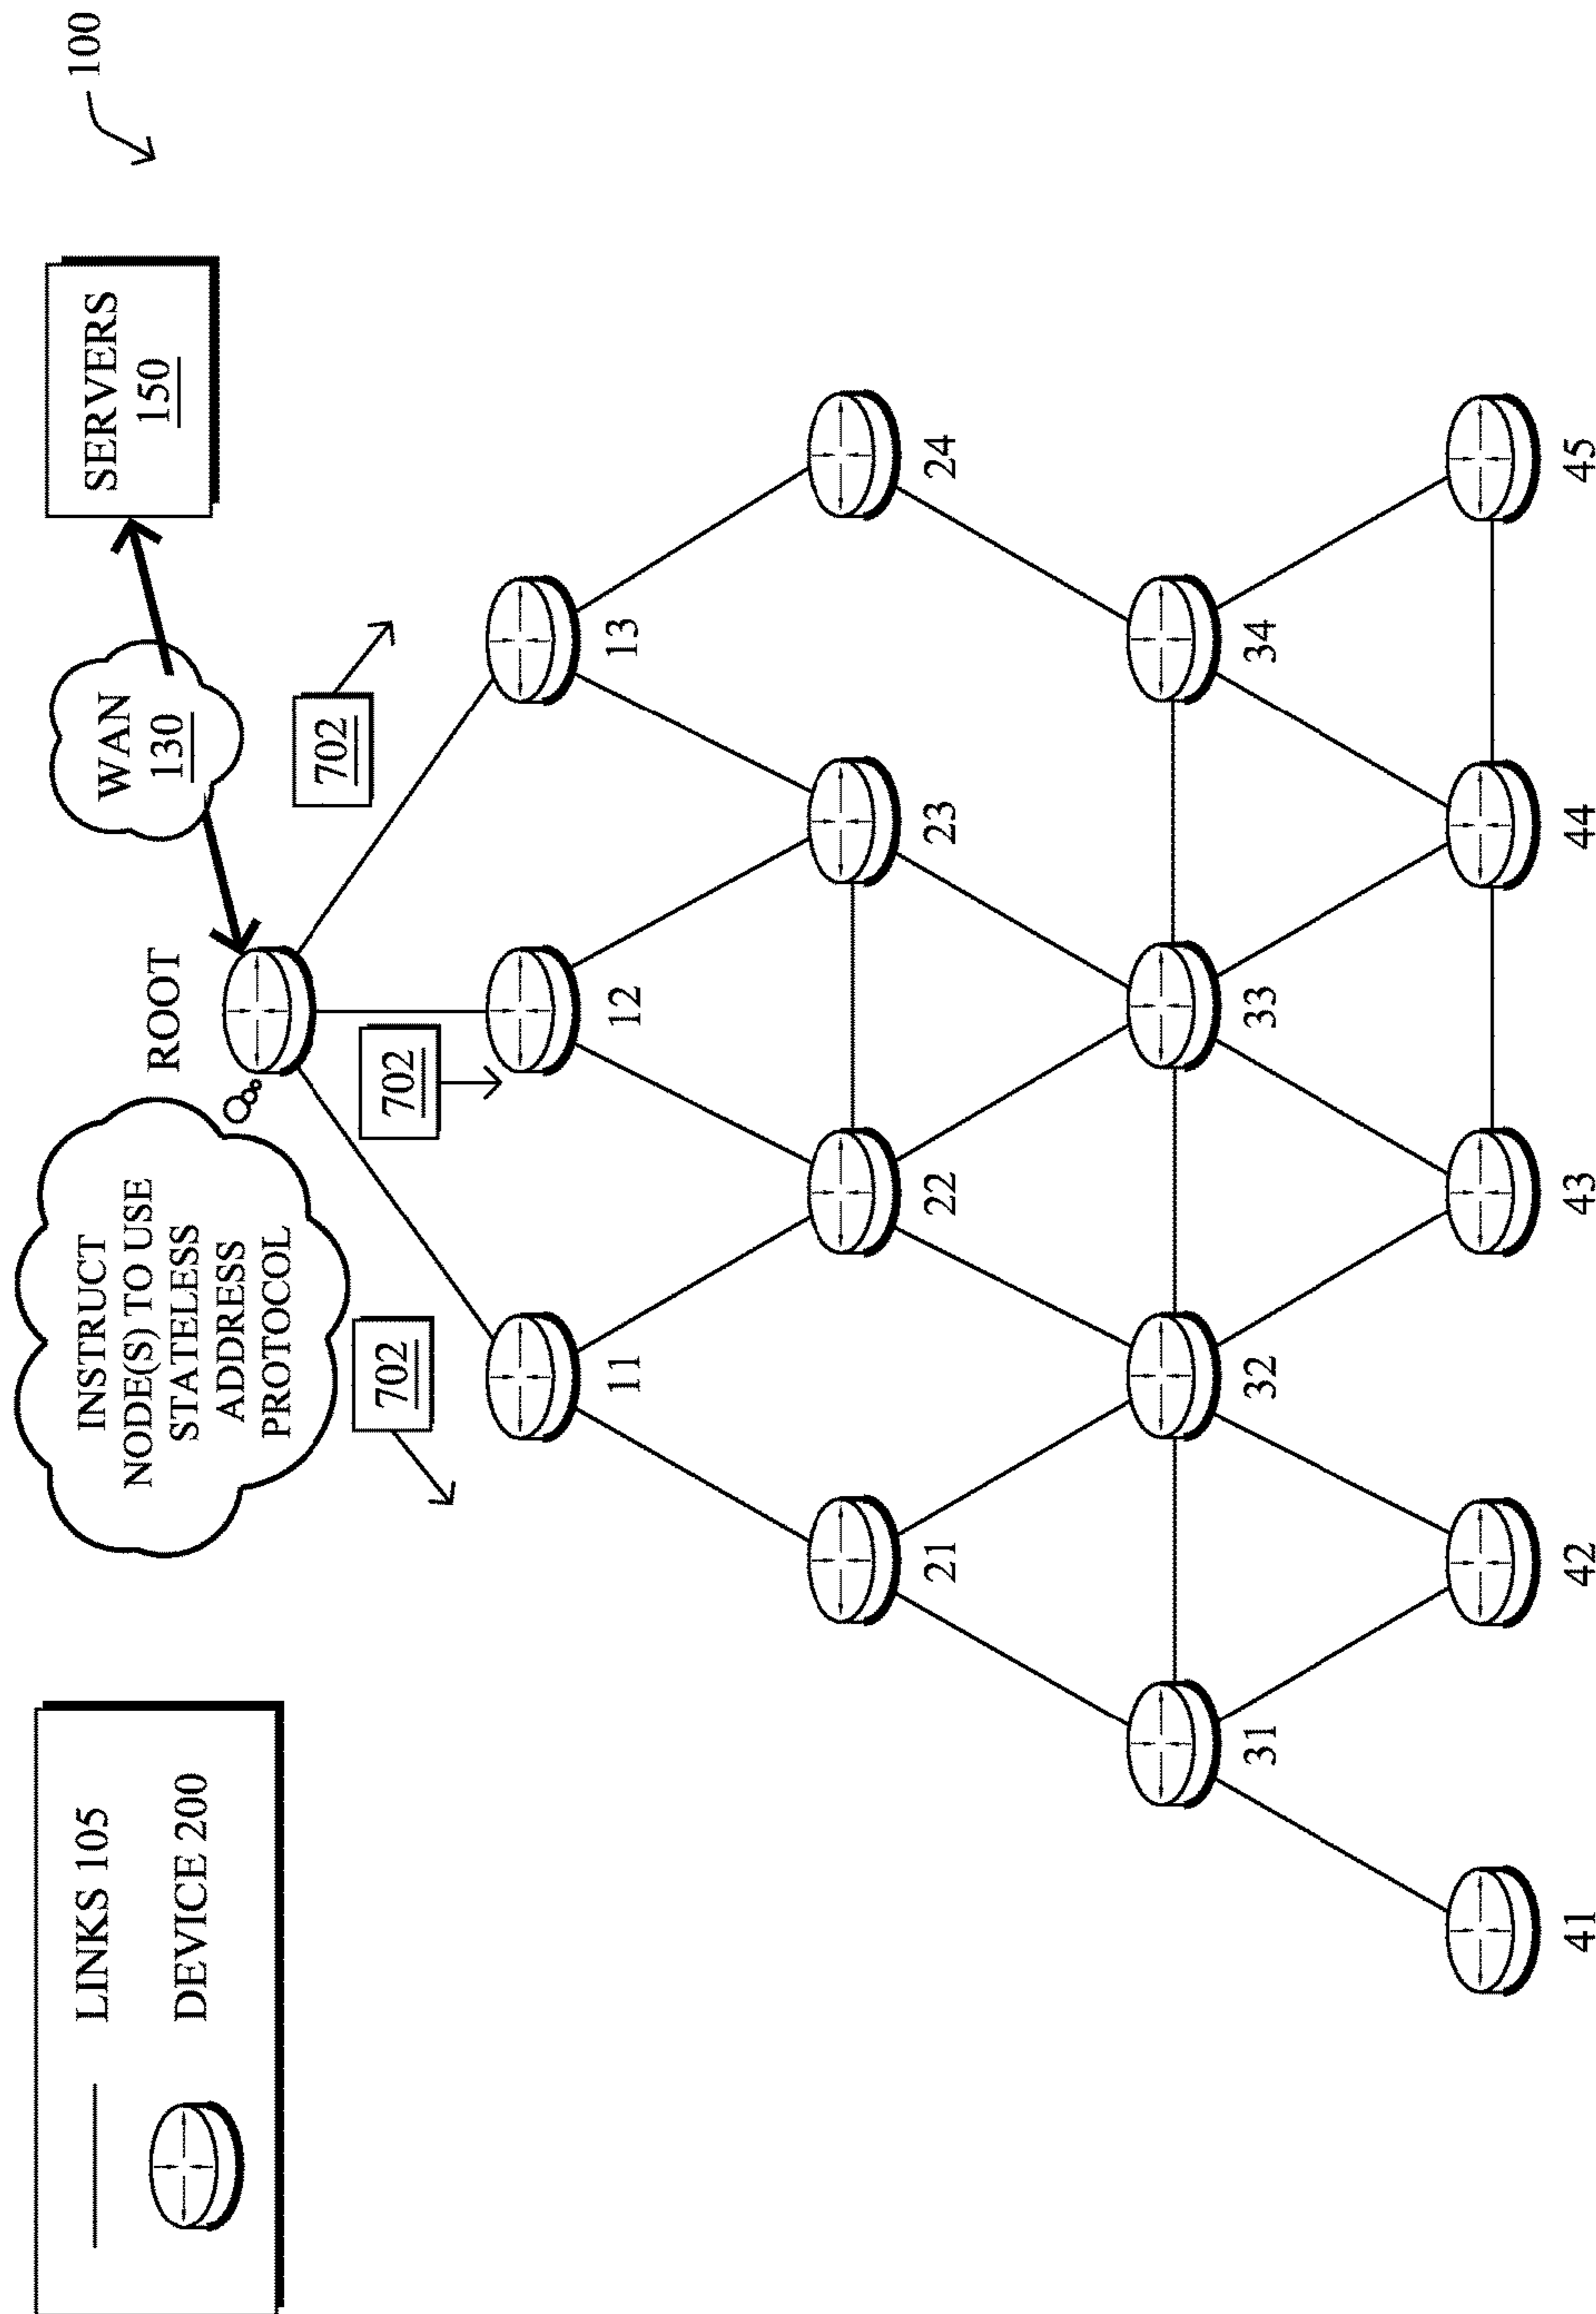 LINKS 105
DEVICE 200
INSTRUCT
NODE(S) TO USE
STATELESS
ADDRESS
PROTOCOL
ROOT
WAN
130
SERVERS
150
100
702
702
702
11
12
13
21
22
23
24
31
32
33
34
41
42
43
44
45